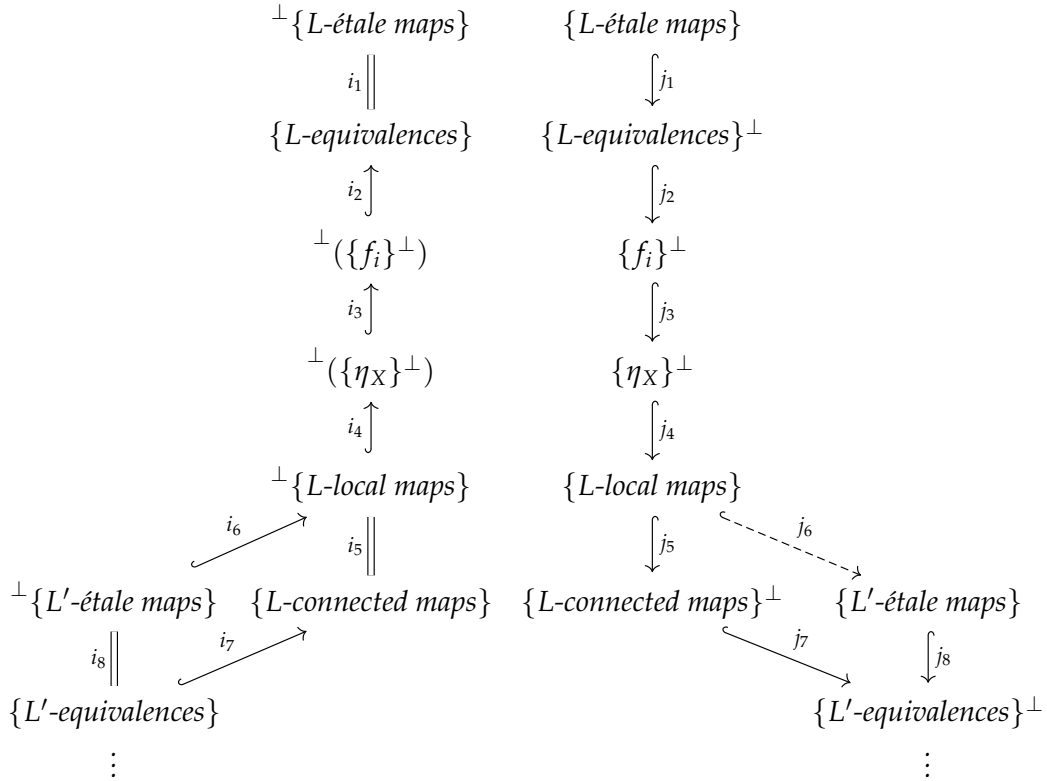 ⊥{L-étale maps} {L-étale maps}
i₁ j₁
{L-equivalences} {L-equivalences}⊥
i₂ j₂
⊥({fᵢ}⊥) {fᵢ}⊥
i₃ j₃
⊥({η_X}⊥) {η_X}⊥
i₄ j₄
⊥{L-local maps} {L-local maps}
i₆ i₅ j₅ j₆
⊥{L′-étale maps} {L-connected maps} {L-connected maps}⊥ {L′-étale maps}
i₈ i₇ j₇ j₈
{L′-equivalences} {L′-equivalences}⊥
⋮ ⋮